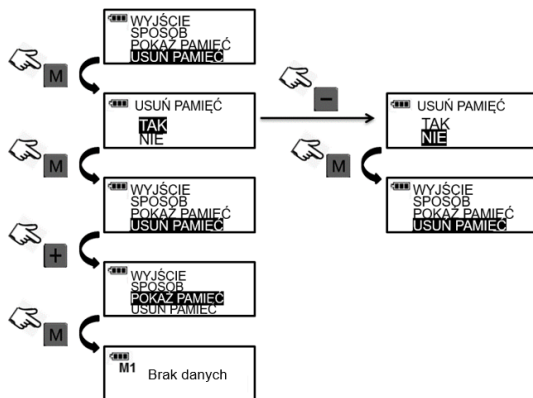 WYJŚCIE
SPOSÓB
POKAŻ PAMIĘĆ
USUŃ PAMIĘĆ
M
USUŃ PAMIĘĆ
TAK
NIE
−
USUŃ PAMIĘĆ
TAK
NIE
M
WYJŚCIE
SPOSÓB
POKAŻ PAMIĘĆ
USUŃ PAMIĘĆ
M
WYJŚCIE
SPOSÓB
POKAŻ PAMIĘĆ
USUŃ PAMIĘĆ
+
WYJŚCIE
SPOSÓB
POKAŻ PAMIĘĆ
USUŃ PAMIĘĆ
M
M1 Brak danych